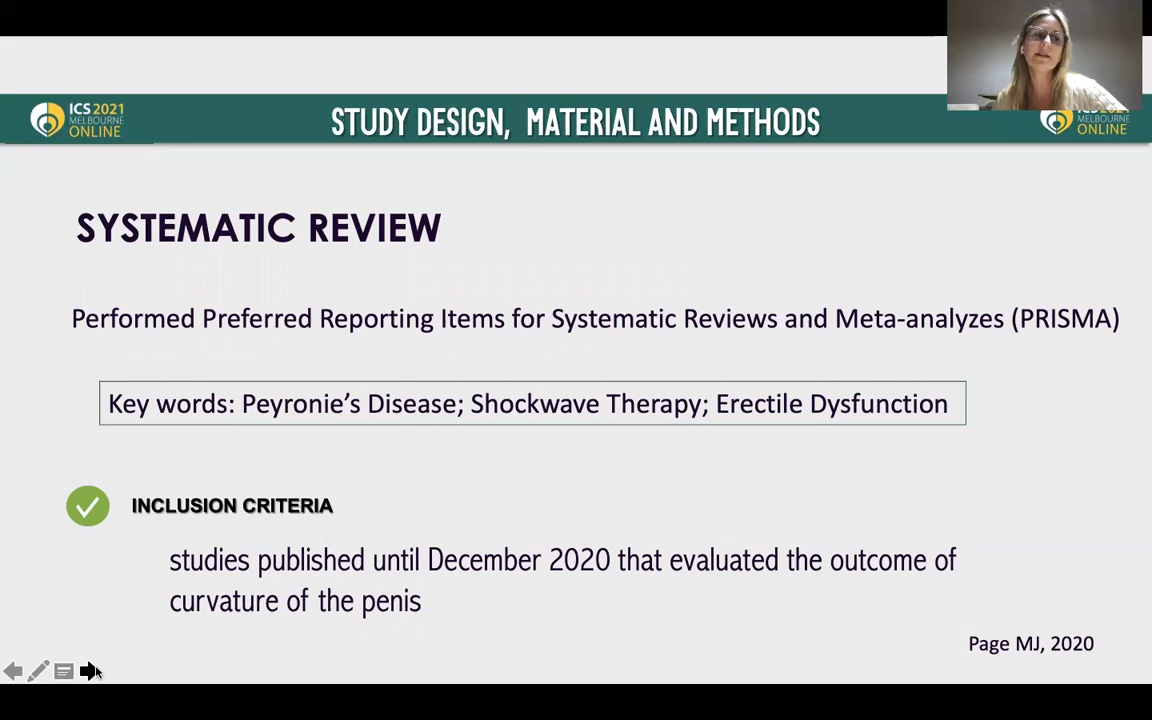 ICS 2021
MELBOURNE
ONLINE
STUDY DESIGN, MATERIAL AND METHODS
MELBOURNE
ONLINE
SYSTEMATIC REVIEW
Performed Preferred Reporting Items for Systematic Reviews and Meta-analyzes (PRISMA)
Key words: Peyronie's Disease; Shockwave Therapy; Erectile Dysfunction
INCLUSION CRITERIA
studies published until December 2020 that evaluated the outcome of
curvature of the penis
Page MJ, 2020